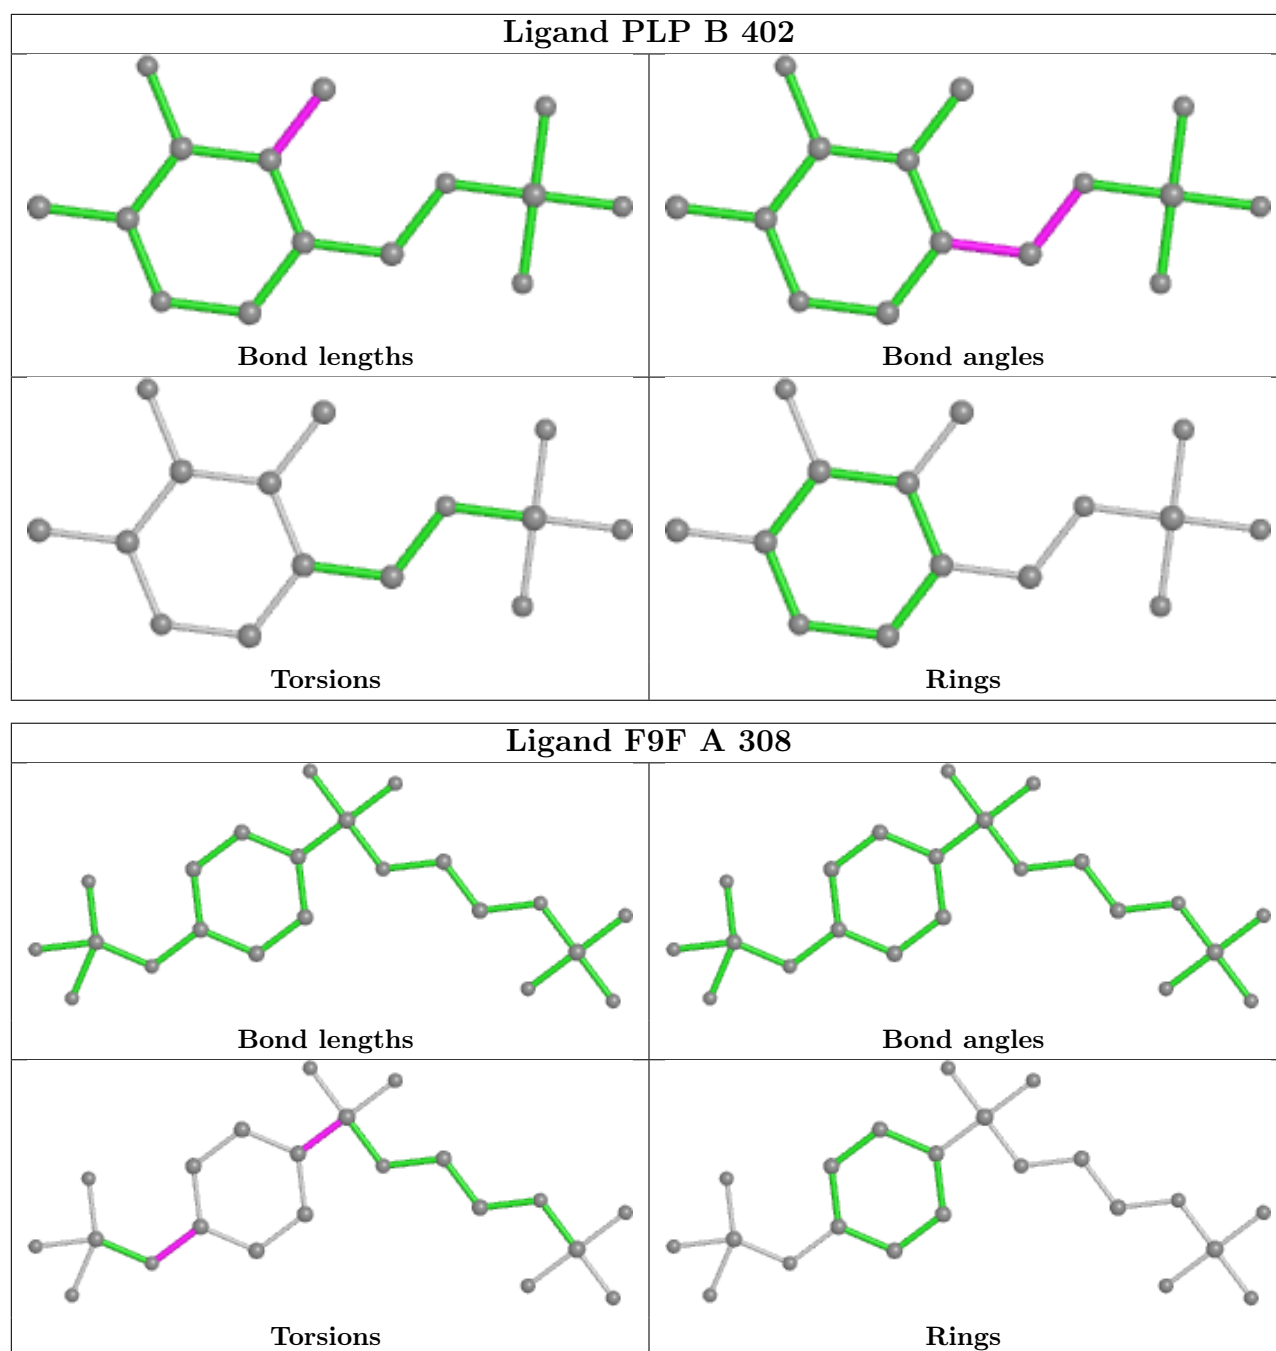 Ligand PLP B 402
Bond lengths
Bond angles
Torsions
Rings
Ligand F9F A 308
Bond lengths
Bond angles
Torsions
Rings